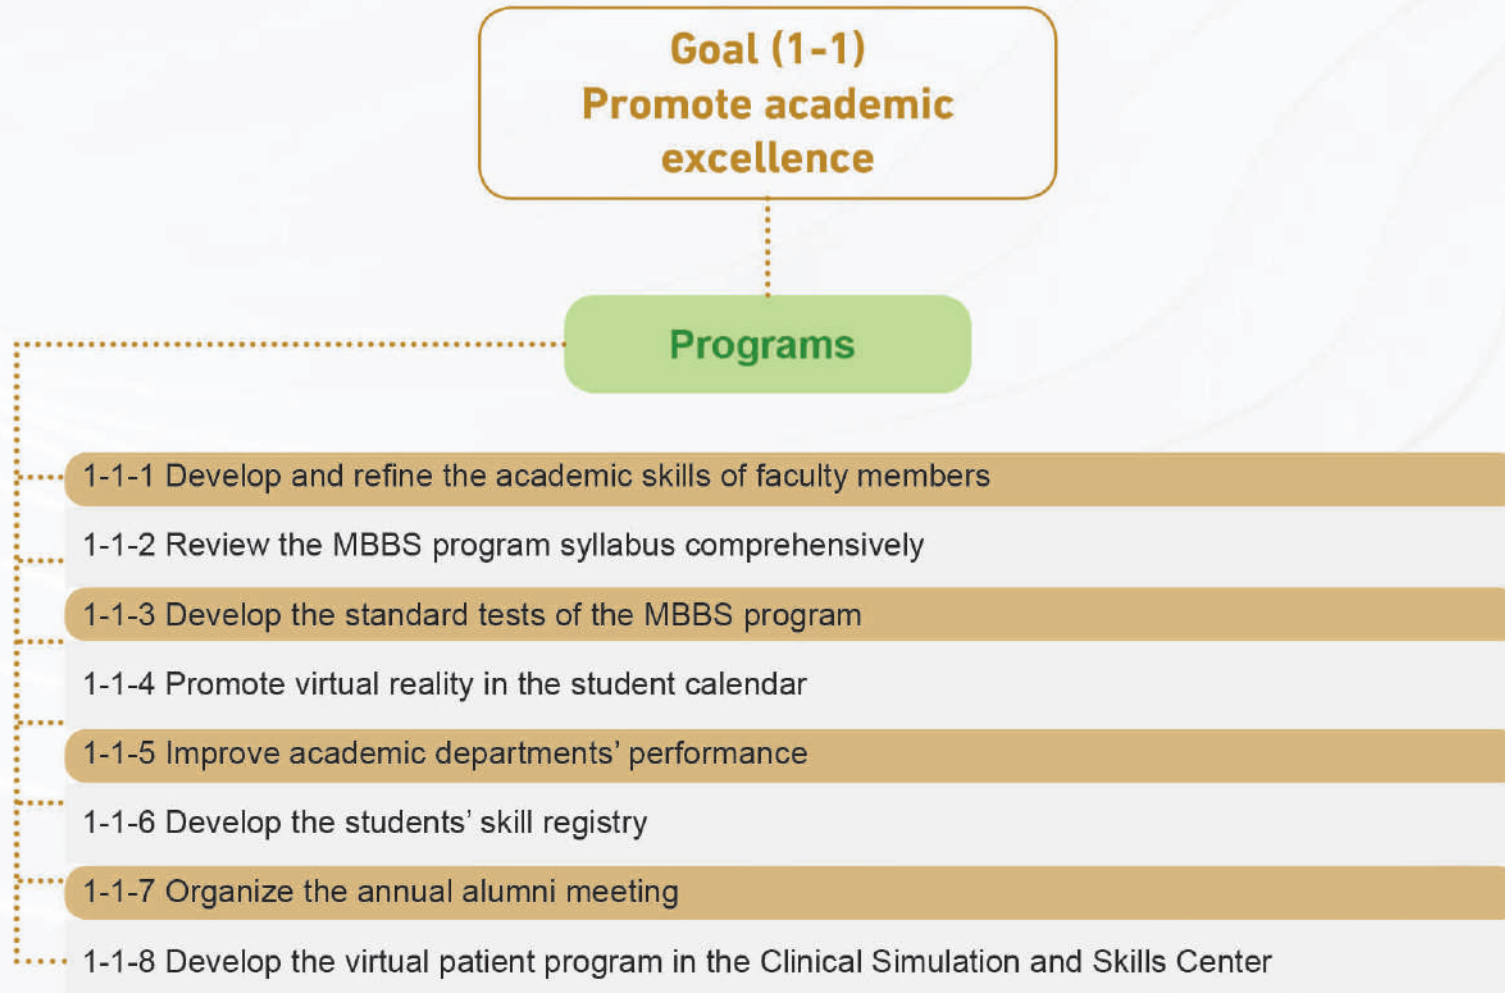 Goal (1-1)
Promote academic
excellence
Programs
1-1-1 Develop and refine the academic skills of faculty members
1-1-2 Review the MBBS program syllabus comprehensively
1-1-3 Develop the standard tests of the MBBS program
1-1-4 Promote virtual reality in the student calendar
1-1-5 Improve academic departments’ performance
1-1-6 Develop the students’ skill registry
1-1-7 Organize the annual alumni meeting
1-1-8 Develop the virtual patient program in the Clinical Simulation and Skills Center